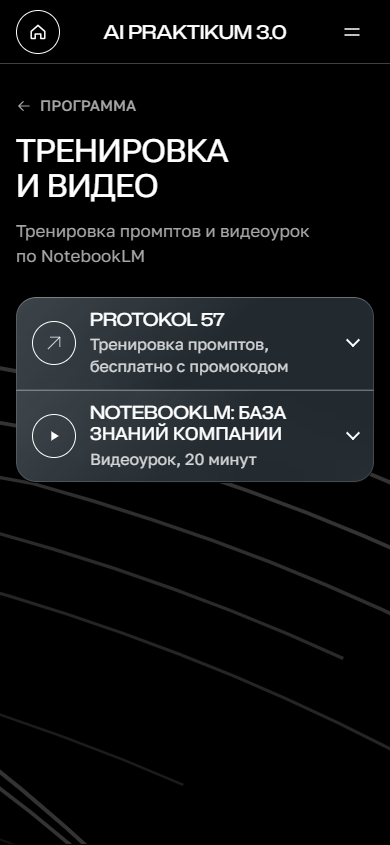 AI PRAKTIKUM 3.0
← ПРОГРАММА
ТРЕНИРОВКА
И ВИДЕО
Тренировка промптов и видеоурок
по NotebookLM
PROTOKOL 57
Тренировка промптов,
бесплатно с промокодом
NOTEBOOKLM: БАЗА
ЗНАНИЙ КОМПАНИИ
Видеоурок, 20 минут